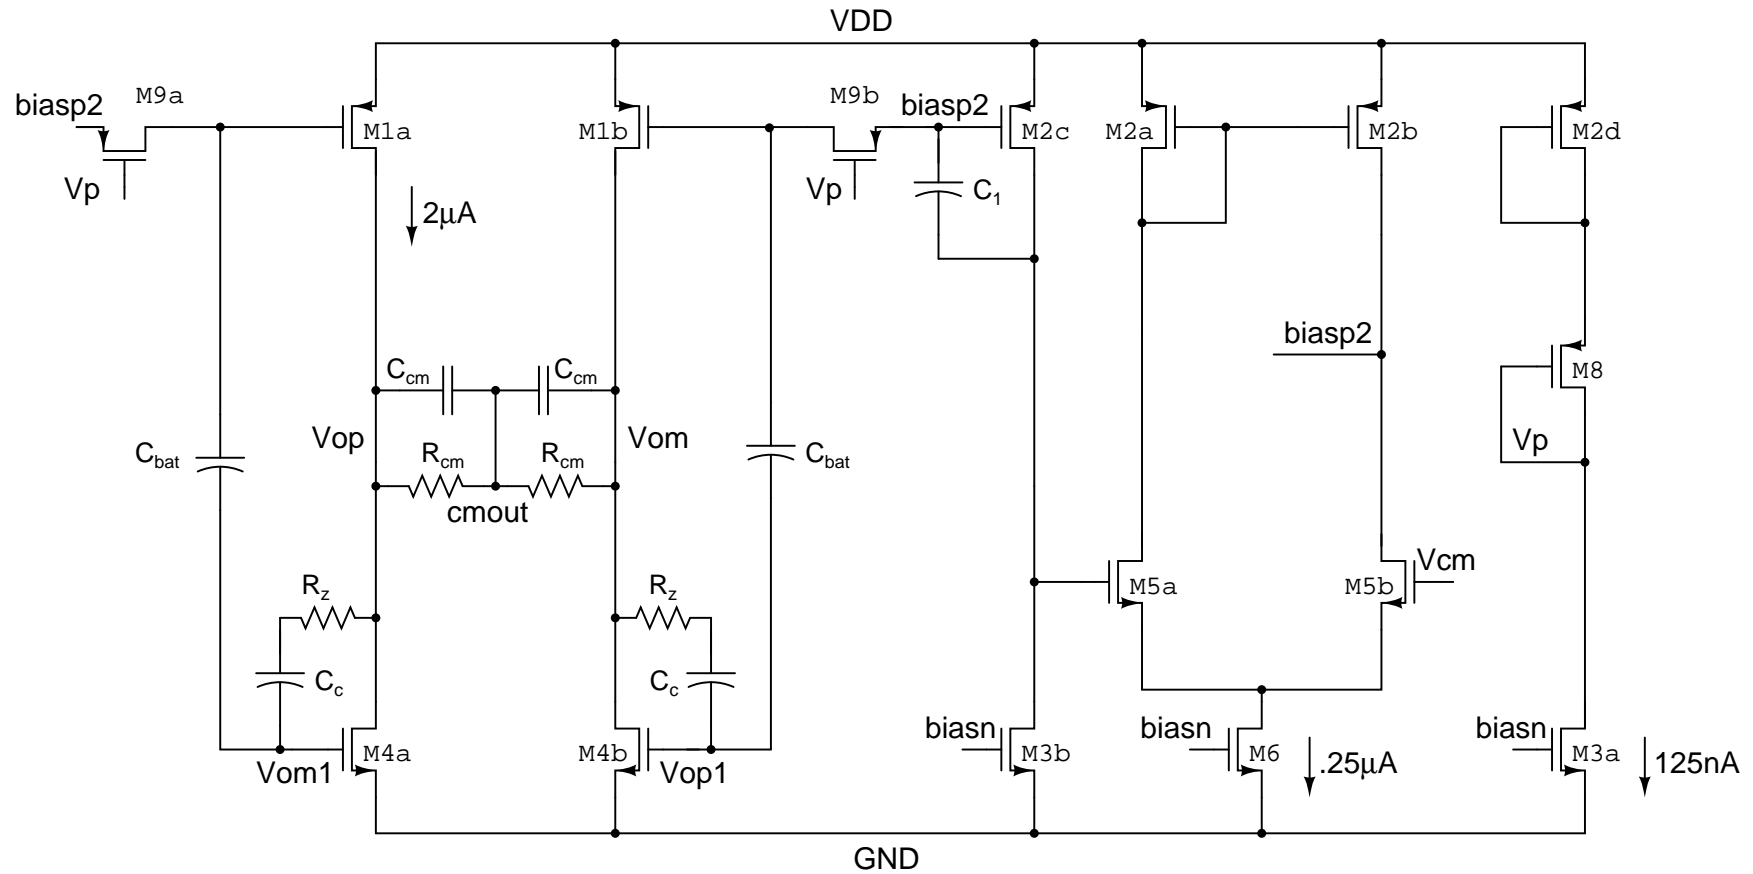 VDD
M9a
M9b
biasp2
biasp2
M1a
M1b
M2c
M2a
M2b
M2d
Vp
Vp
C1
2μA
biasp2
Ccm
Ccm
M8
Vop
Vom
Vp
Cbat
Rcm
Rcm
Cbat
cmout
Vcm
Rz
Rz
M5a
M5b
Cc
Cc
biasn
biasn
biasn
M4a
M4b
M3b
M6
M3a
Vom1
Vop1
.25μA
125nA
GND